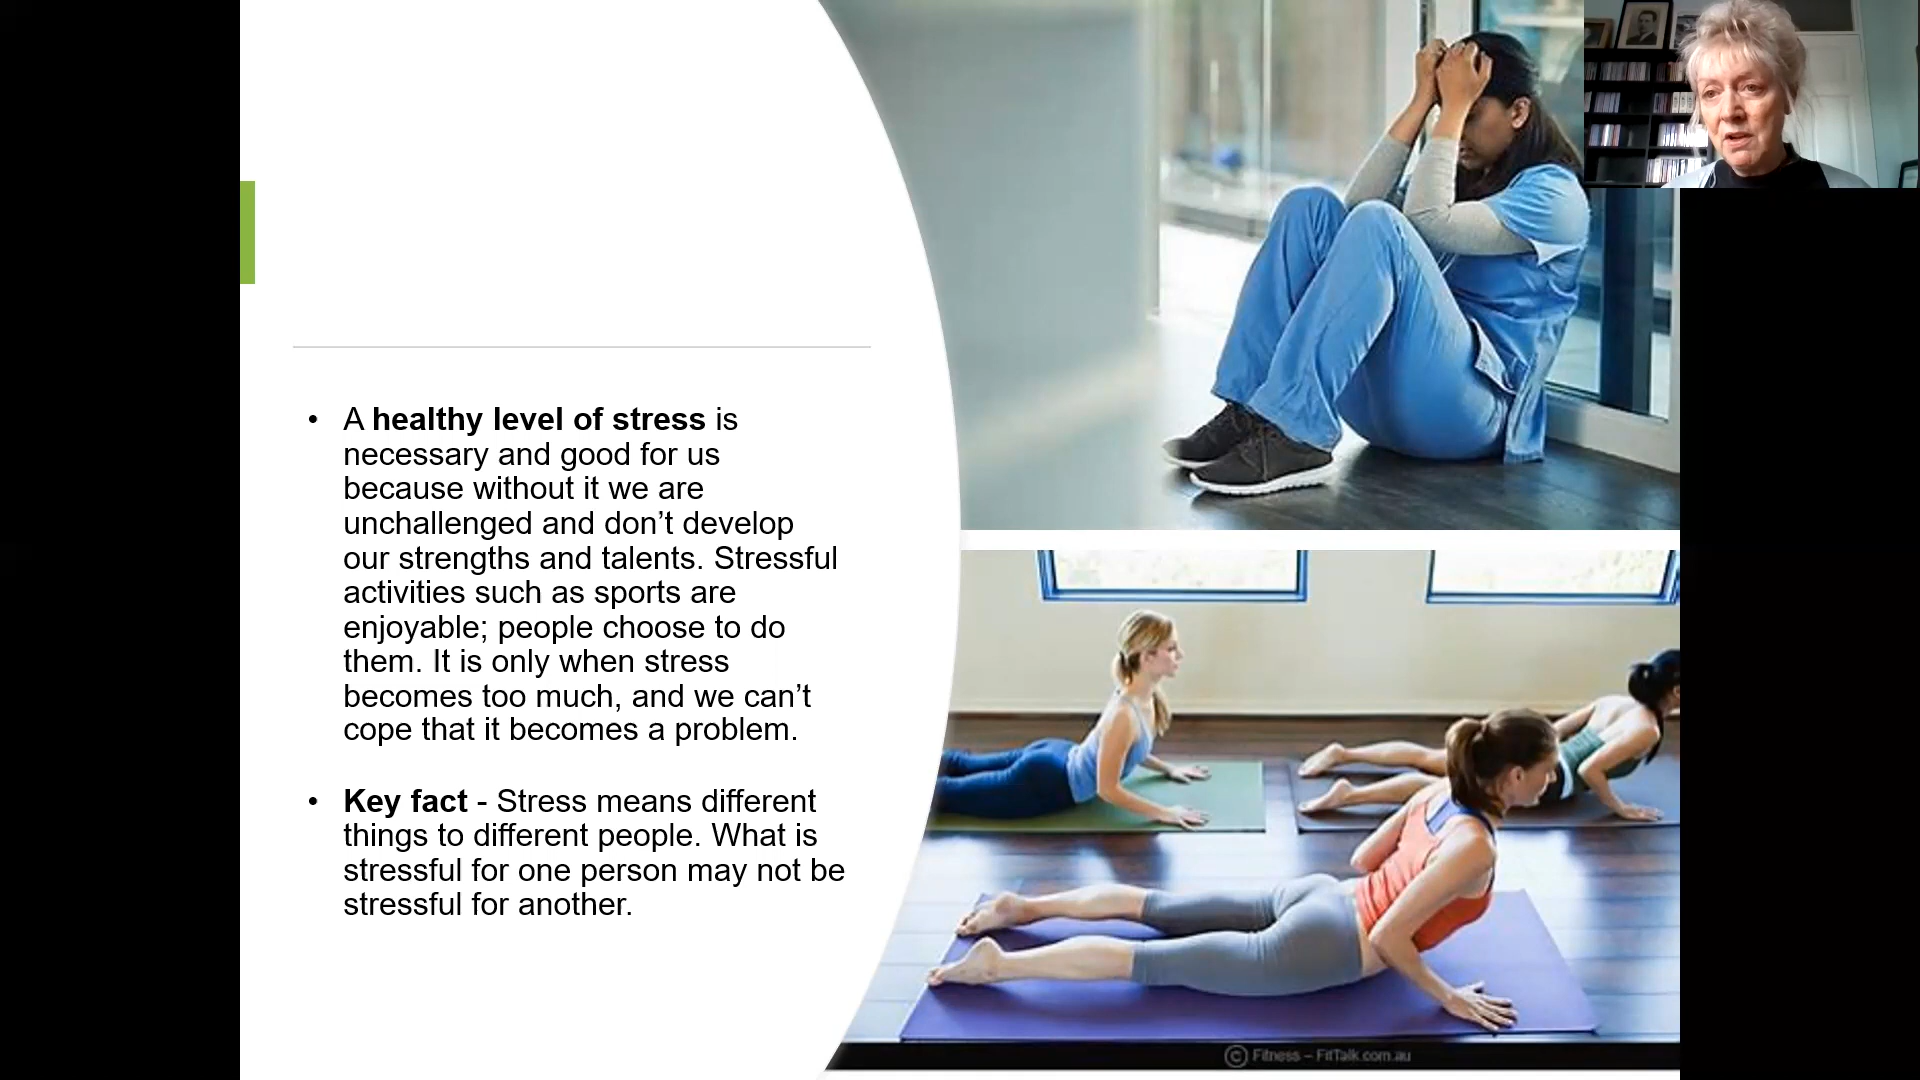 • A healthy level of stress is
necessary and good for us
because without it we are
unchallenged and don’t develop
our strengths and talents. Stressful
activities such as sports are
enjoyable; people choose to do
them. It is only when stress
becomes too much, and we can’t
cope that it becomes a problem.
• Key fact - Stress means different
things to different people. What is
stressful for one person may not be
stressful for another.
© Fitness – FitTalk.com.au